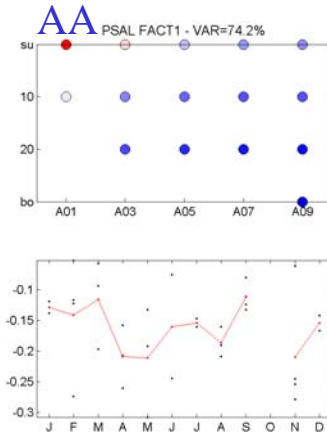 AA
PSAL FACT1 - VAR=74.2%
su
10
20
bo
A01 A03 A05 A07 A09
-0.1
-0.15
-0.2
-0.25
-0.3
J F M A M J J A S O N D